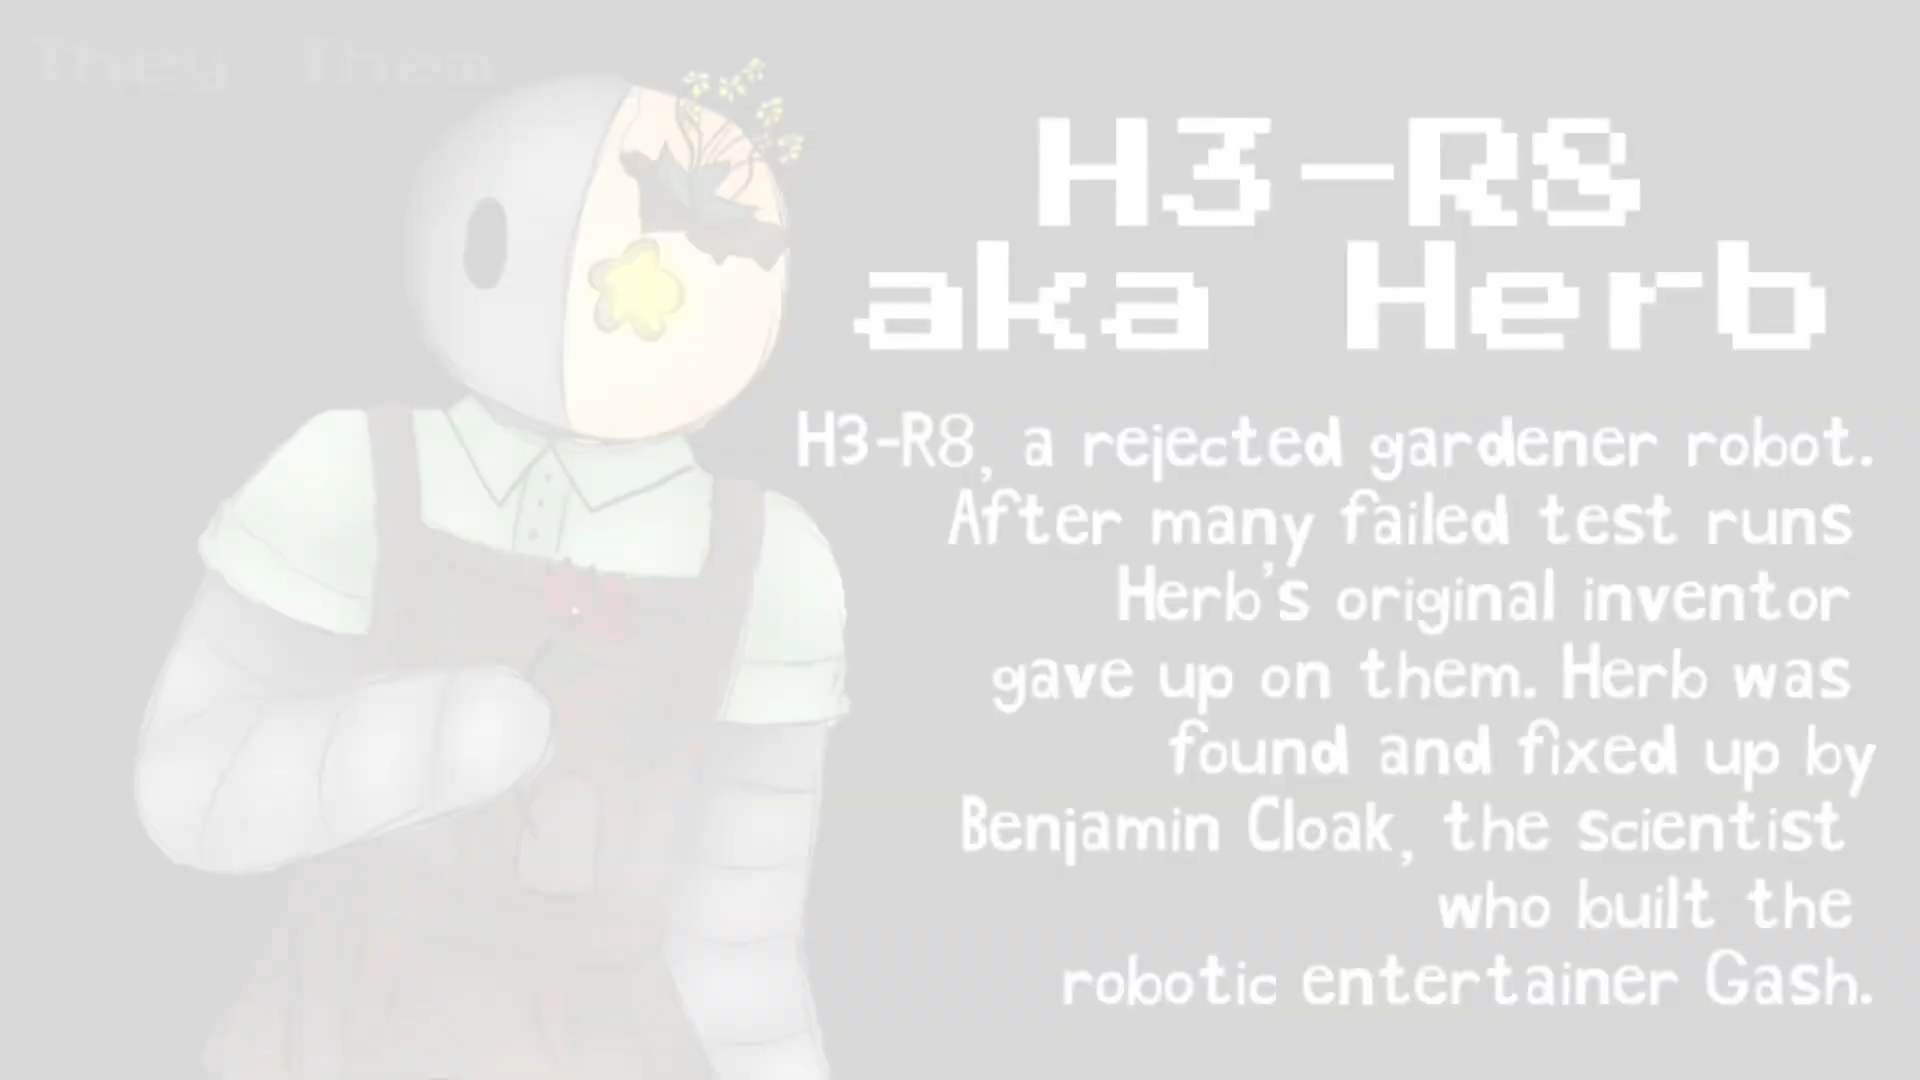 They/Them
H3-R8
aka Herb
H3-R8, a rejected gardener robot.
After many failed test runs
Herb's original inventor
gave up on them. Herb was
found and fixed up by
Benjamin Cloak, the scientist
who built the
robotic entertainer Gash.